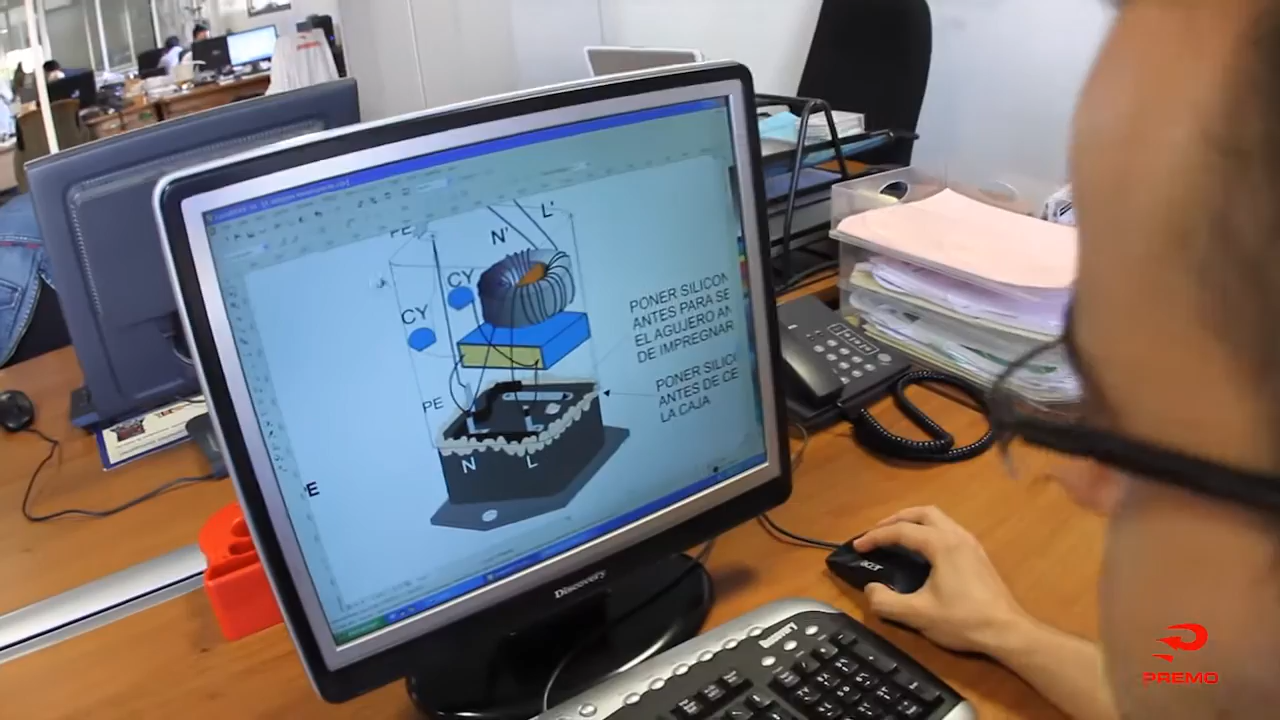 L'
N'
PE
CY
CY
PONER SILICON
ANTES PARA SE
EL AGUJERO AN
DE IMPREGNAR
PONER SILIC
ANTES DE CE
LA CAJA
PE
N
L
E
Discovery
Discovery
acer
PREMO